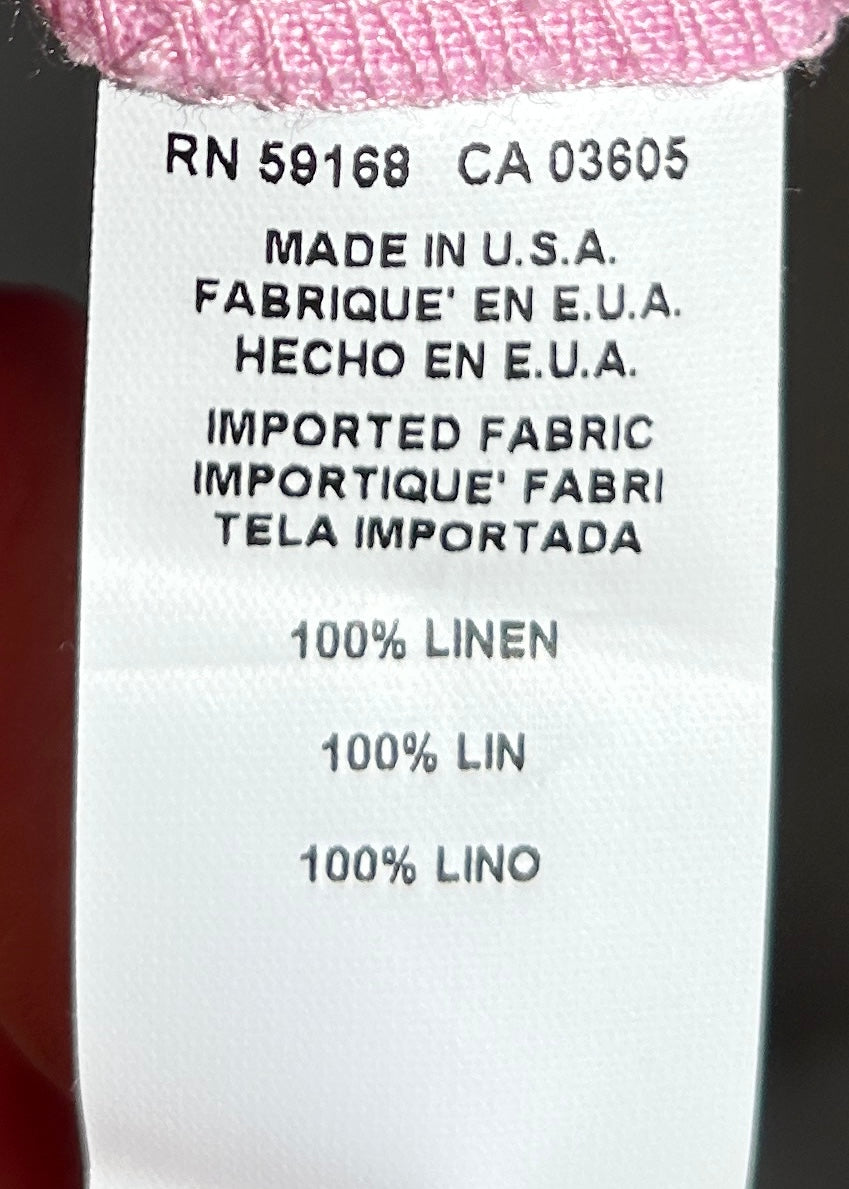 RN 59168 CA 03605
MADE IN U.S.A.
FABRIQUE' EN E.U.A.
HECHO EN E.U.A.
IMPORTED FABRIC
IMPORTIQUE' FABRI
TELA IMPORTADA
100% LINEN
100% LIN
100% LINO